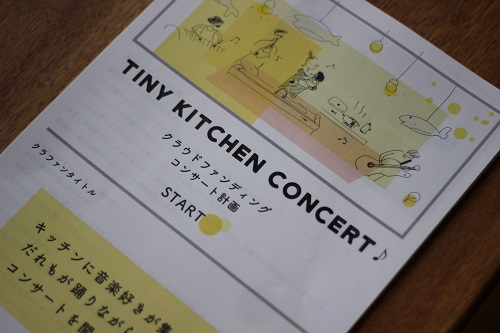 TINY KITCHEN CONCERT♪
クラウドファンディング
コンサート計画
START
クラファンタイトル
キッチンに音楽好きが集
だれもが踊りながら
コンサートを開